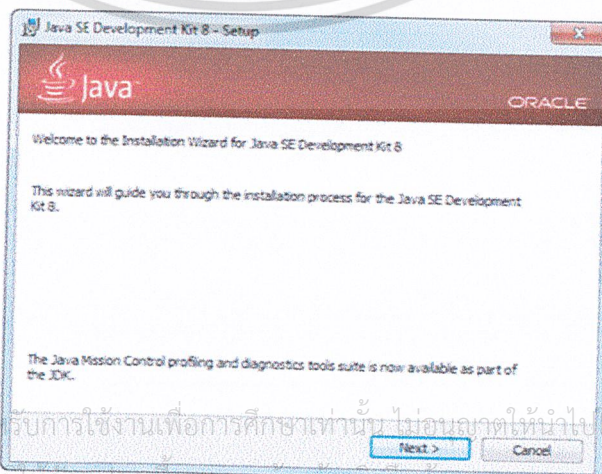 Java SE Development Kit 8 - Setup
Java
ORACLE
Welcome to the Installation Wizard for Java SE Development Kit 8
This wizard will guide you through the installation process for the Java SE Development
Kit 8.
The Java Mission Control profiling and diagnostics tools suite is now available as part of
the JDK.
รับการใช้งานเพื่อการศึกษาเท่านั้น ไม่อนุญาตให้นำไป
Next >
Cancel